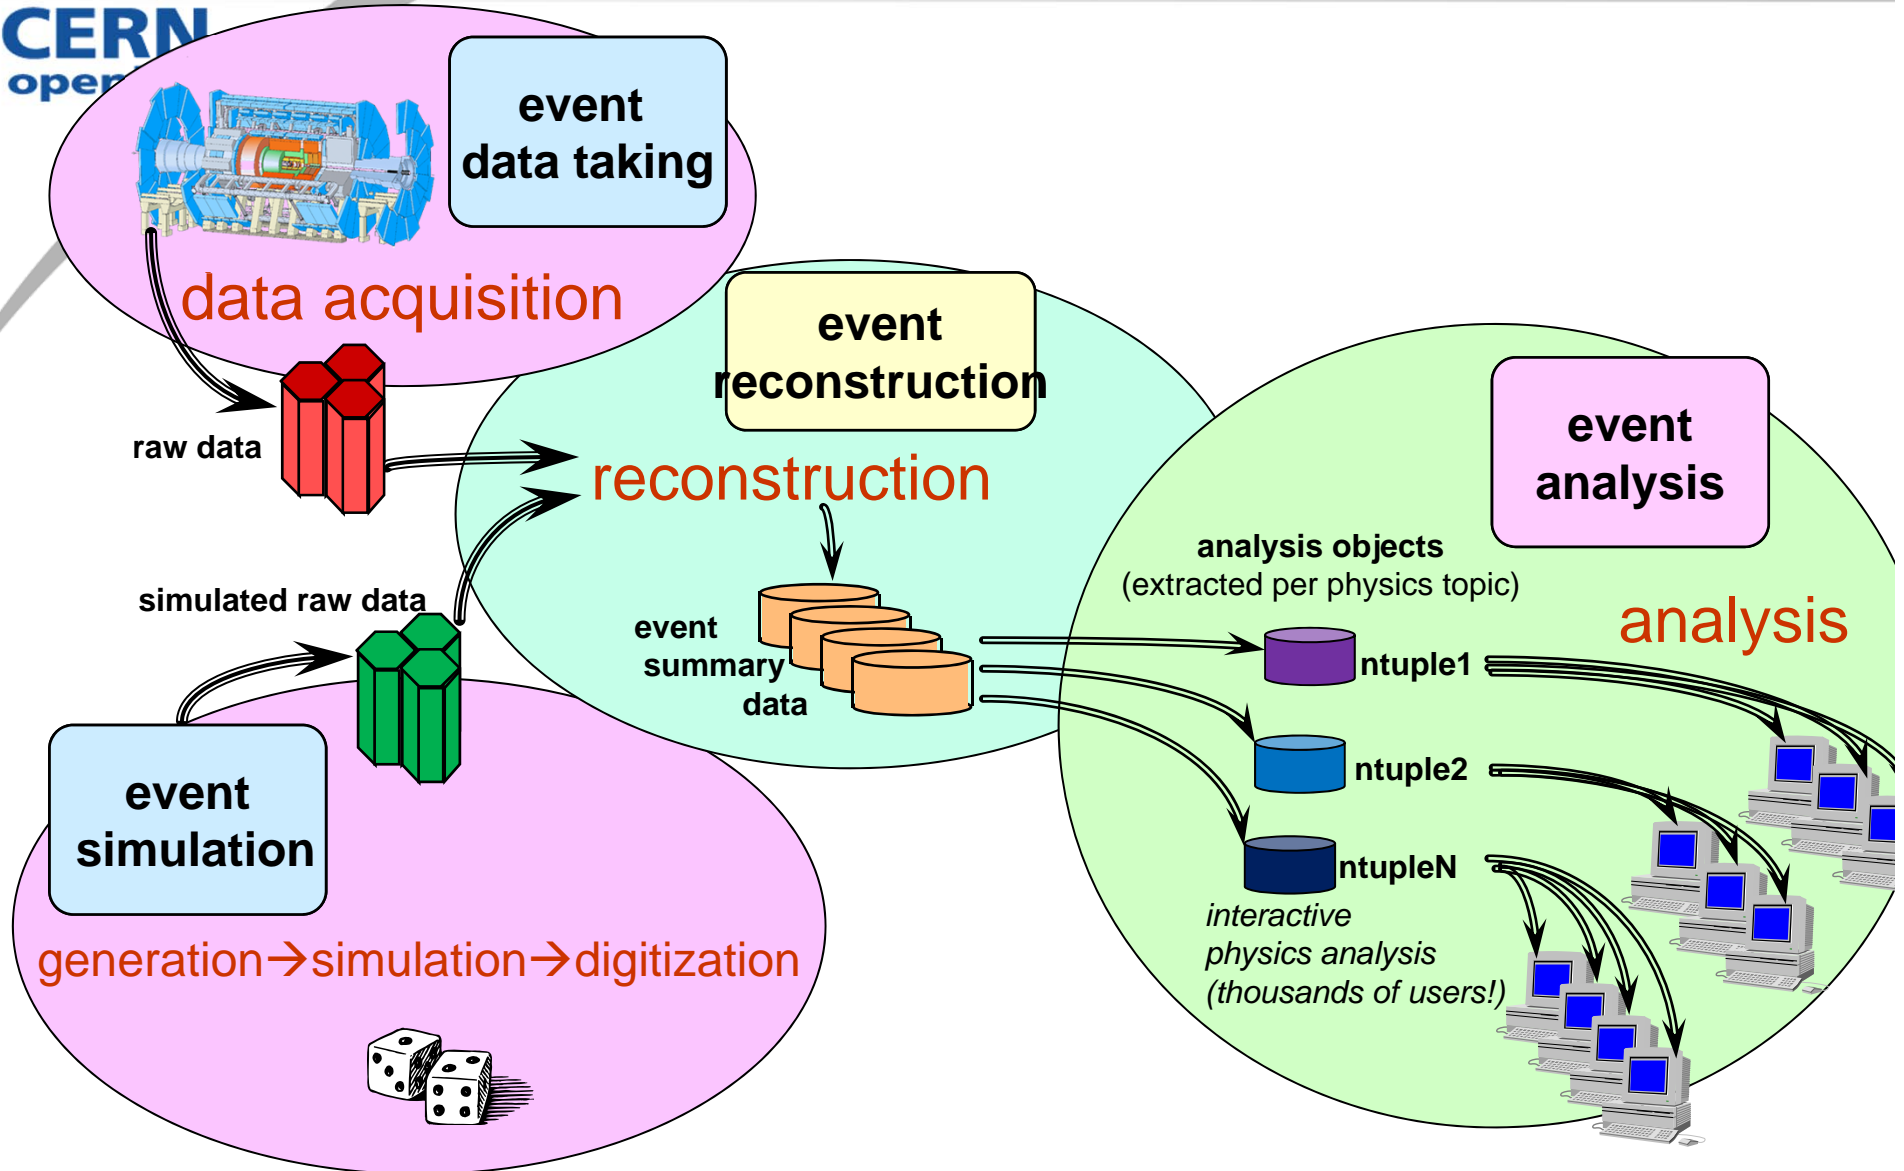 CERN
open
event
data taking
data acquisition
raw data
event
reconstruction
reconstruction
simulated raw data
event
summary
data
event
simulation
generation→simulation→digitization
event
analysis
analysis objects
(extracted per physics topic)
analysis
ntuple1
ntuple2
ntupleN
interactive
physics analysis
(thousands of users!)